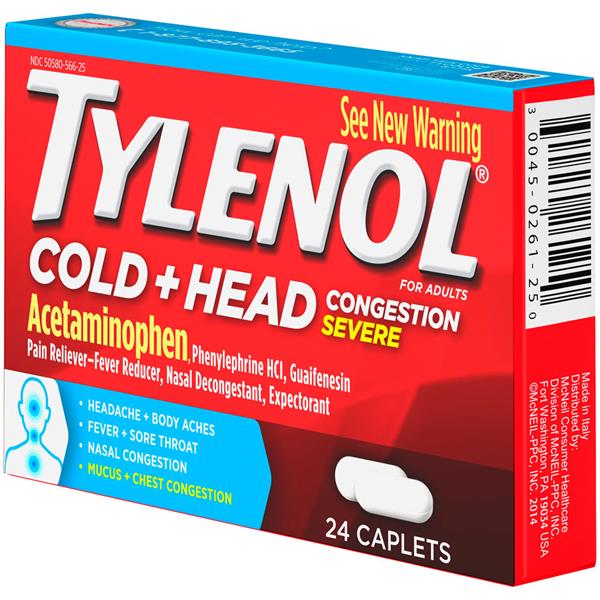 NDC 50580-566-25
See New Warning
TYLENOL®
FOR ADULTS
COLD + HEAD CONGESTION
SEVERE
Acetaminophen, Phenylephrine HCl, Guaifenesin
Pain Reliever–Fever Reducer, Nasal Decongestant, Expectorant
• HEADACHE + BODY ACHES
• FEVER + SORE THROAT
• NASAL CONGESTION
• MUCUS + CHEST CONGESTION
24 CAPLETS
3 0045-0261-25 0
Made in Italy
Distributed by:
McNeil Consumer Healthcare
Division of McNEIL-PPC, INC.
Fort Washington, PA 19034 USA
©McNEIL-PPC, INC. 2014